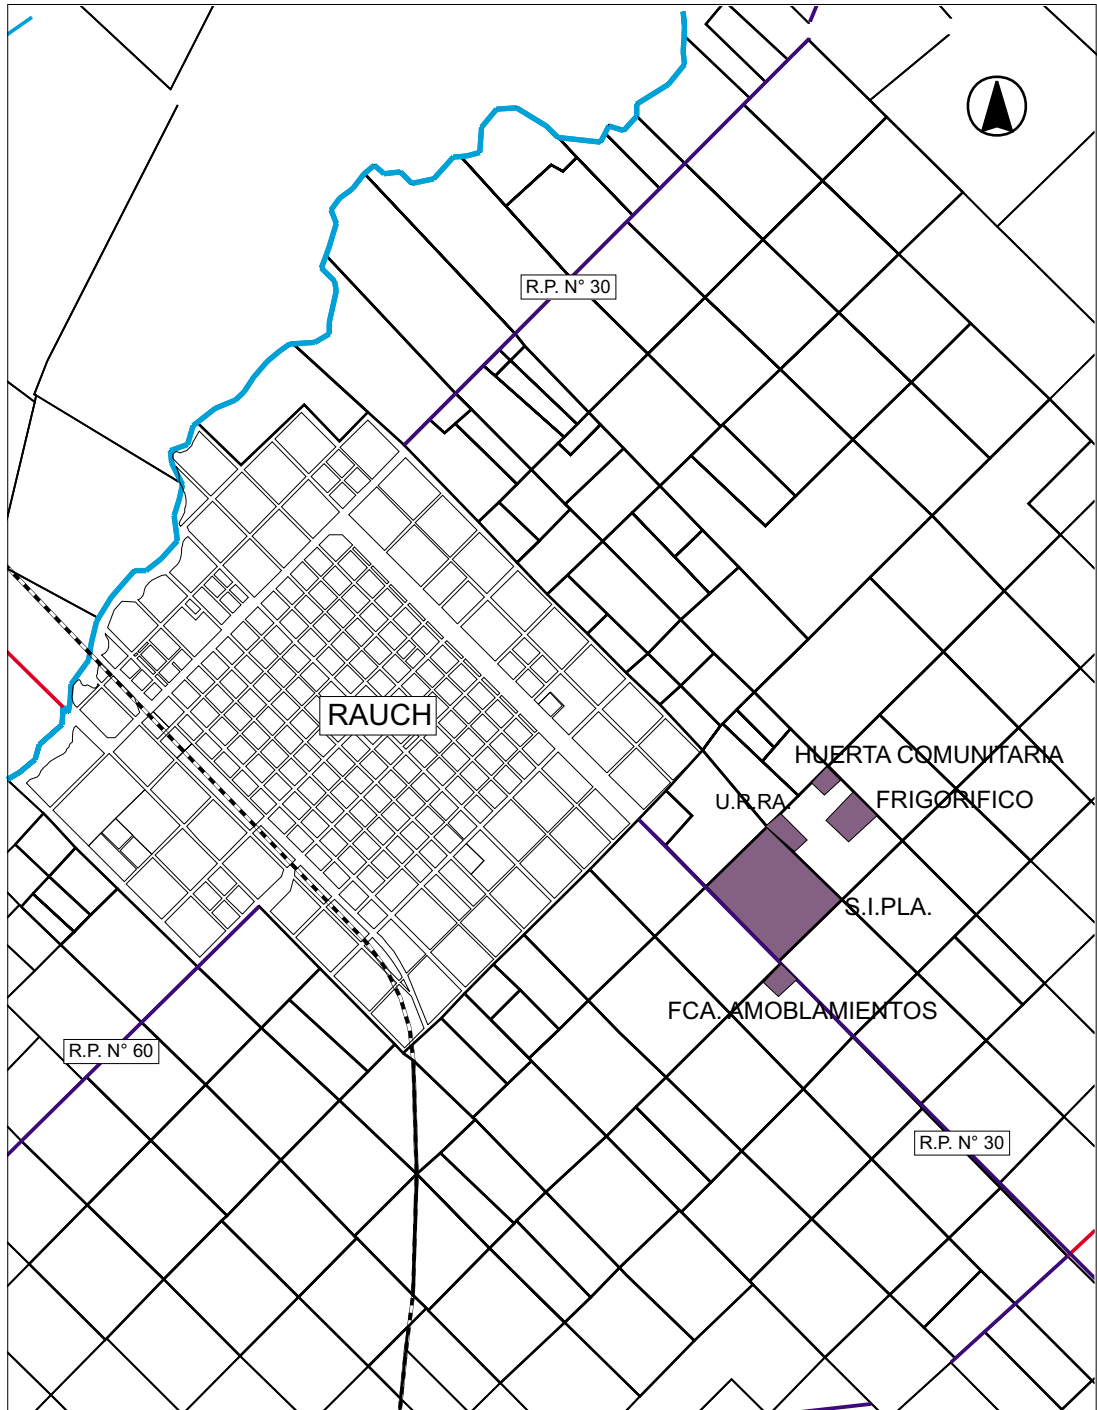 R.P. N° 30
RAUCH
HUERTA COMUNITARIA
U.R.RA.
FRIGORIFICO
S.I.PLA.
FCA. AMOBLAMIENTOS
R.P. N° 60
R.P. N° 30